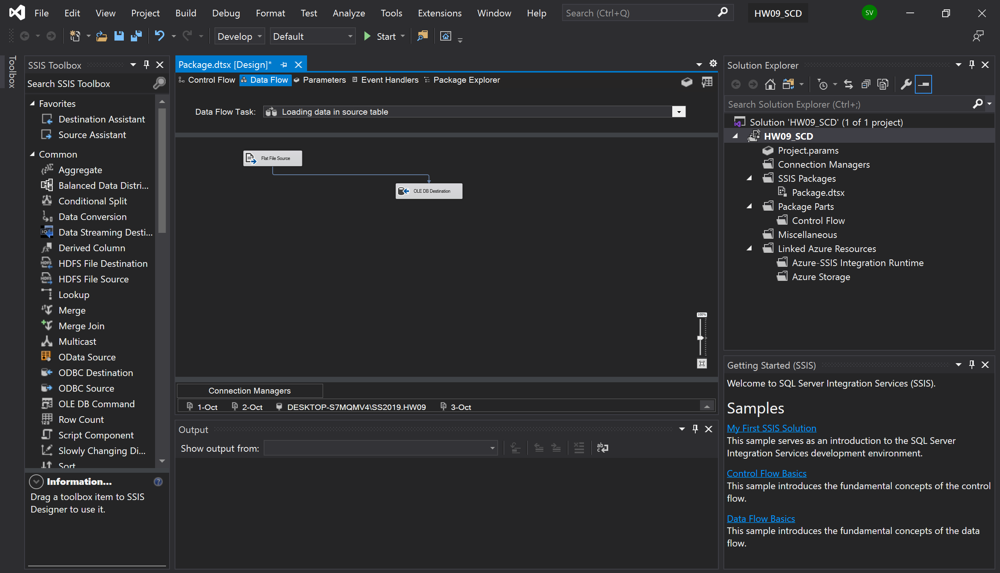 File Edit View Project Build Debug Format Test Analyze Tools Extensions Window Help Search (Ctrl+Q) HW09_SCD SV
Develop Default Start
Toolbox
SSIS Toolbox
Search SSIS Toolbox
Favorites
Destination Assistant
Source Assistant
Common
Aggregate
Balanced Data Distri...
Conditional Split
Data Conversion
Data Streaming Desti...
Derived Column
HDFS File Destination
HDFS File Source
Lookup
Merge
Merge Join
Multicast
OData Source
ODBC Destination
ODBC Source
OLE DB Command
Row Count
Script Component
Slowly Changing Di...
Sort
Information...
Drag a toolbox item to SSIS
Designer to use it.
Package.dtsx [Design]*
Control Flow Data Flow Parameters Event Handlers Package Explorer
Data Flow Task: Loading data in source table
Flat File Source
OLE DB Destination
100%
Connection Managers
1-Oct 2-Oct DESKTOP-S7MQMV4\SS2019.HW09 3-Oct
Output
Show output from:
Solution Explorer
Search Solution Explorer (Ctrl+;)
Solution 'HW09_SCD' (1 of 1 project)
HW09_SCD
Project.params
Connection Managers
SSIS Packages
Package.dtsx
Package Parts
Control Flow
Miscellaneous
Linked Azure Resources
Azure-SSIS Integration Runtime
Azure Storage
Getting Started (SSIS)
Welcome to SQL Server Integration Services (SSIS).
Samples
My First SSIS Solution
This sample serves as an introduction to the SQL Server
Integration Services development environment.
Control Flow Basics
This sample introduces the fundamental concepts of the control
flow.
Data Flow Basics
This sample introduces the fundamental concepts of the data
flow.